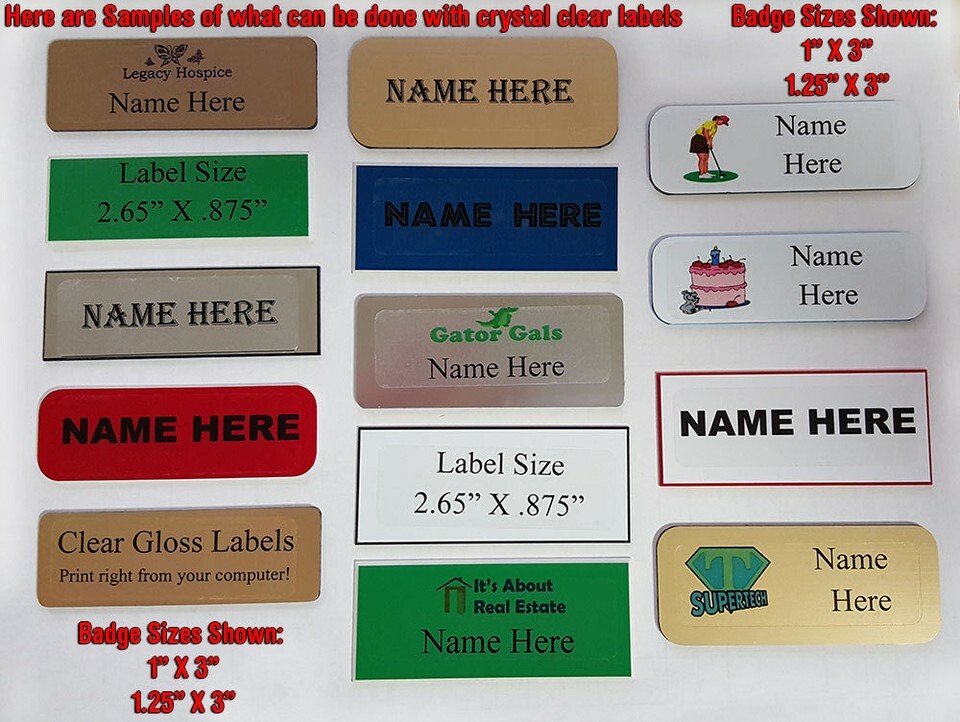 Here are Samples of what can be done with crystal clear labels
Badge Sizes Shown:
1” X 3”
1.25” X 3”
Legacy Hospice
Name Here
Label Size
2.65” X .875”
NAME HERE
NAME HERE
Clear Gloss Labels
Print right from your computer!
NAME HERE
NAME HERE
Gator Gals
Name Here
Label Size
2.65” X .875”
It's About
Real Estate
Name Here
Name
Here
Name
Here
NAME HERE
T
SUPERTECH
Name
Here
Badge Sizes Shown:
1” X 3”
1.25” X 3”